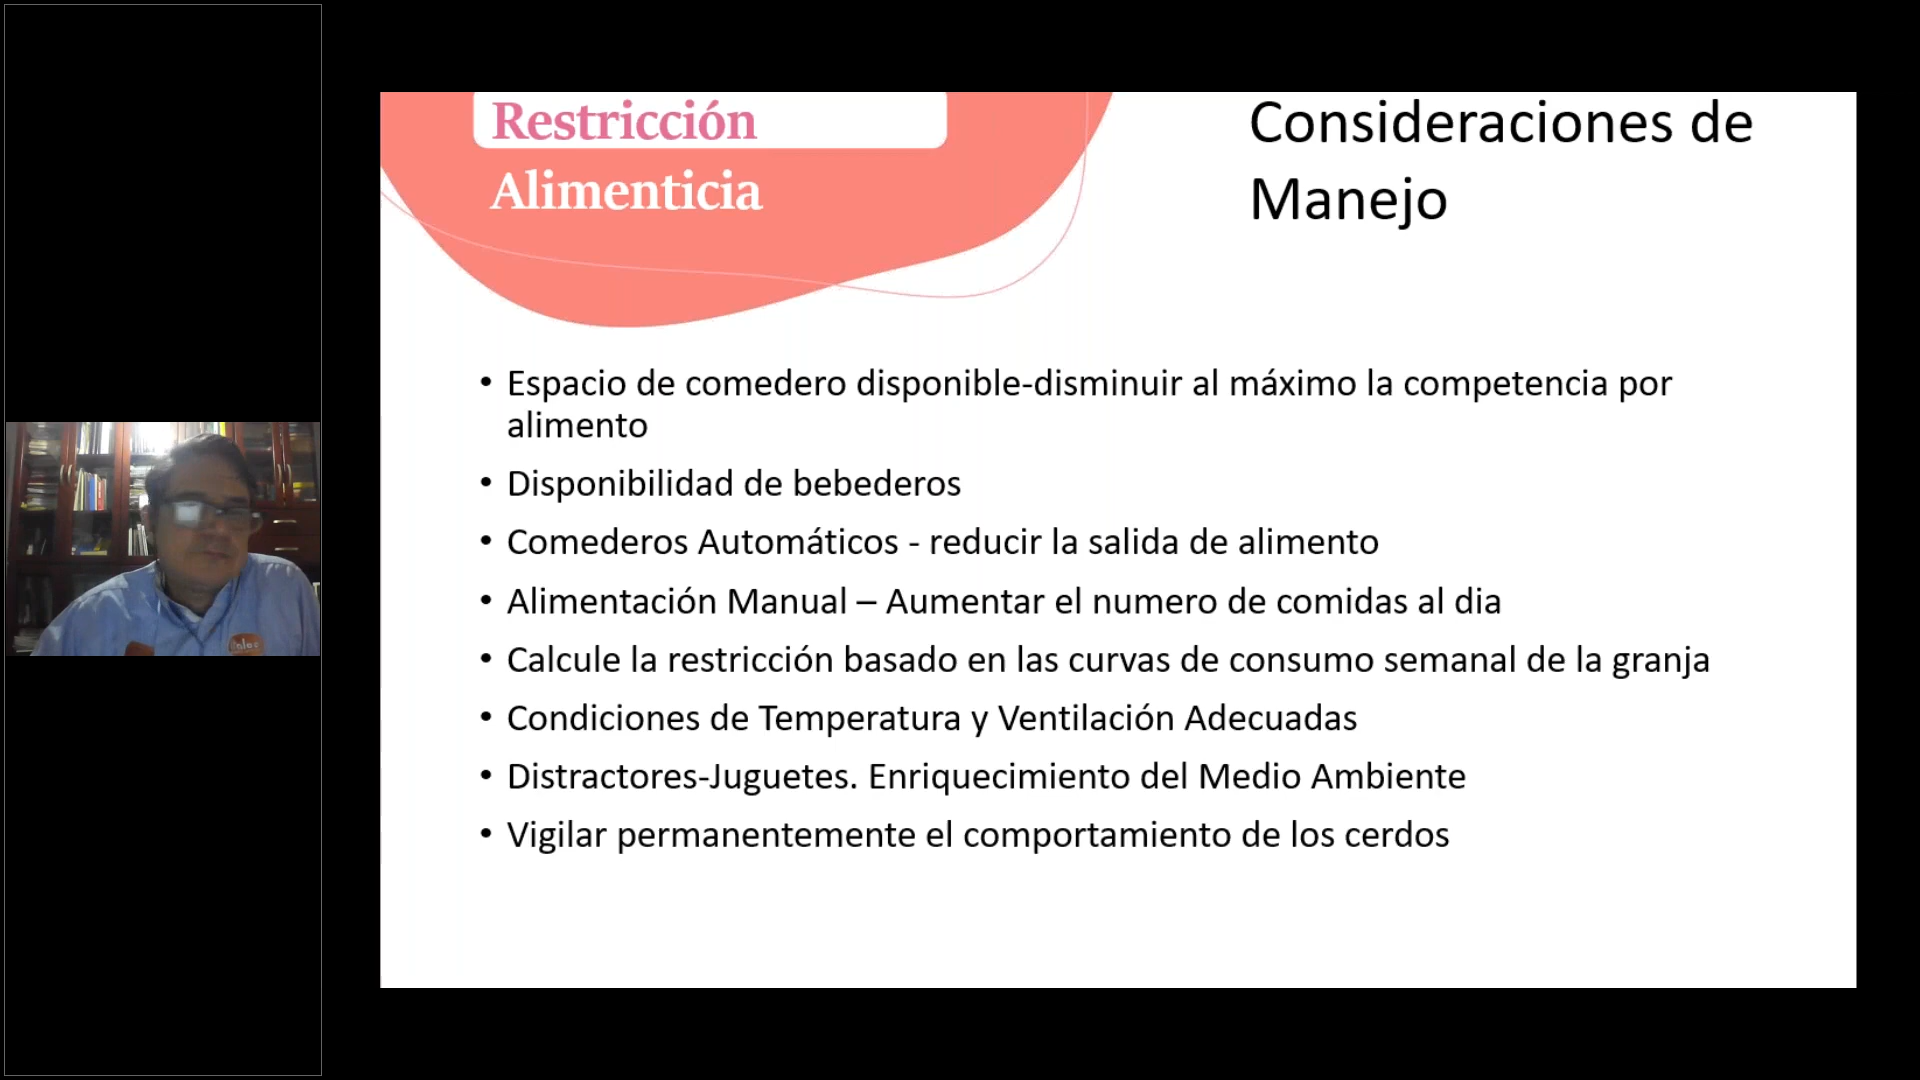 Restricción
Alimenticia
Consideraciones de
Manejo
• Espacio de comedero disponible-disminuir al máximo la competencia por
alimento
• Disponibilidad de bebederos
• Comederos Automáticos - reducir la salida de alimento
• Alimentación Manual – Aumentar el numero de comidas al dia
• Calcule la restricción basado en las curvas de consumo semanal de la granja
• Condiciones de Temperatura y Ventilación Adecuadas
• Distractores-Juguetes. Enriquecimiento del Medio Ambiente
• Vigilar permanentemente el comportamiento de los cerdos